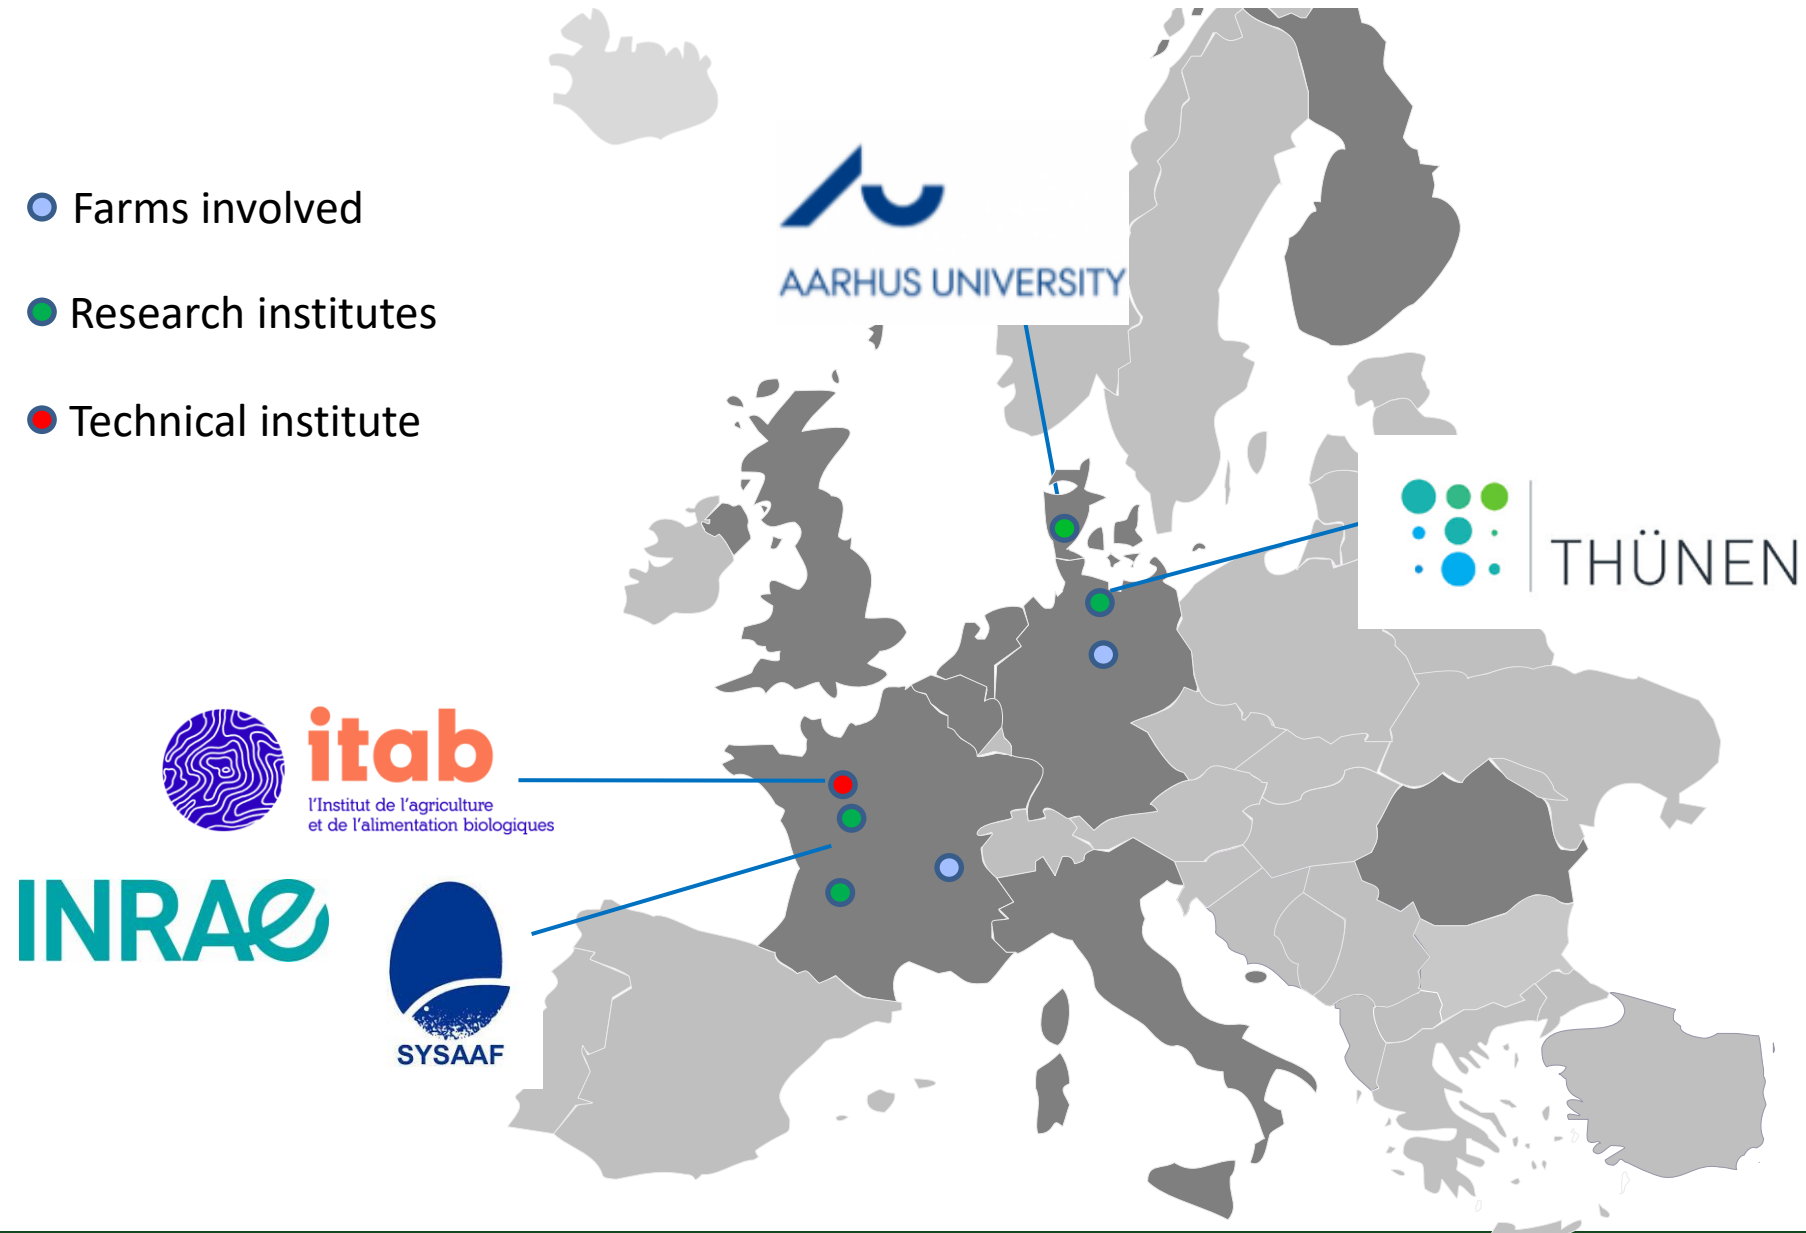 Farms involved
Research institutes
Technical institute
AARHUS UNIVERSITY
THÜNEN
itab
l'Institut de l'agriculture
et de l'alimentation biologiques
INRAE
SYSAAF